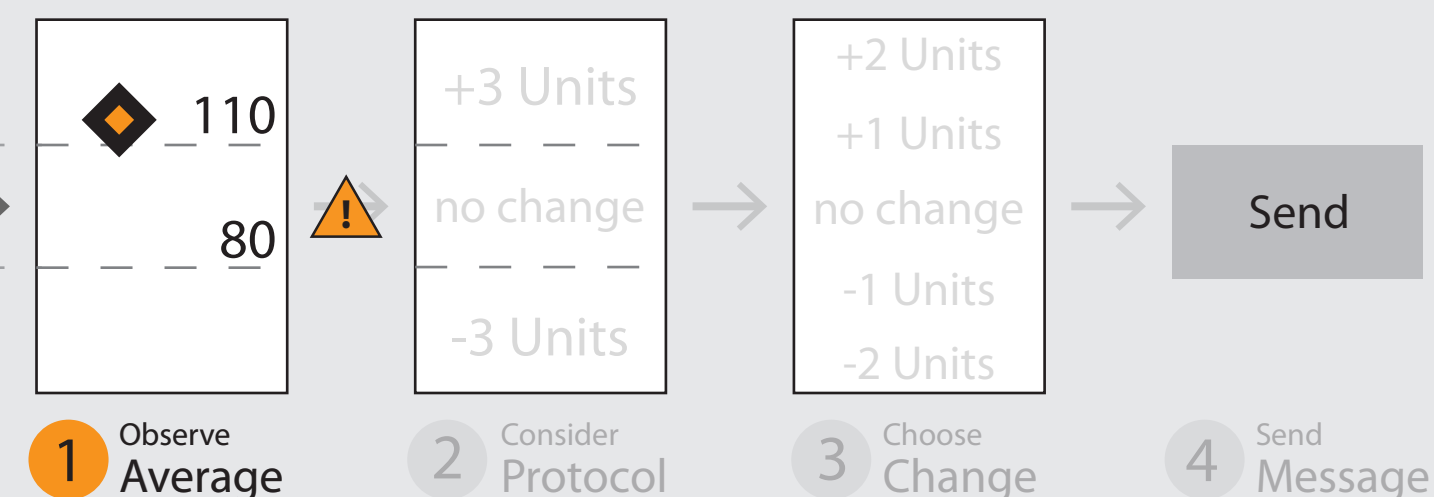 110
80
!
+3 Units
no change
-3 Units
+2 Units
+1 Units
no change
-1 Units
-2 Units
Send
1 Observe
Average
2 Consider
Protocol
3 Choose
Change
4 Send
Message